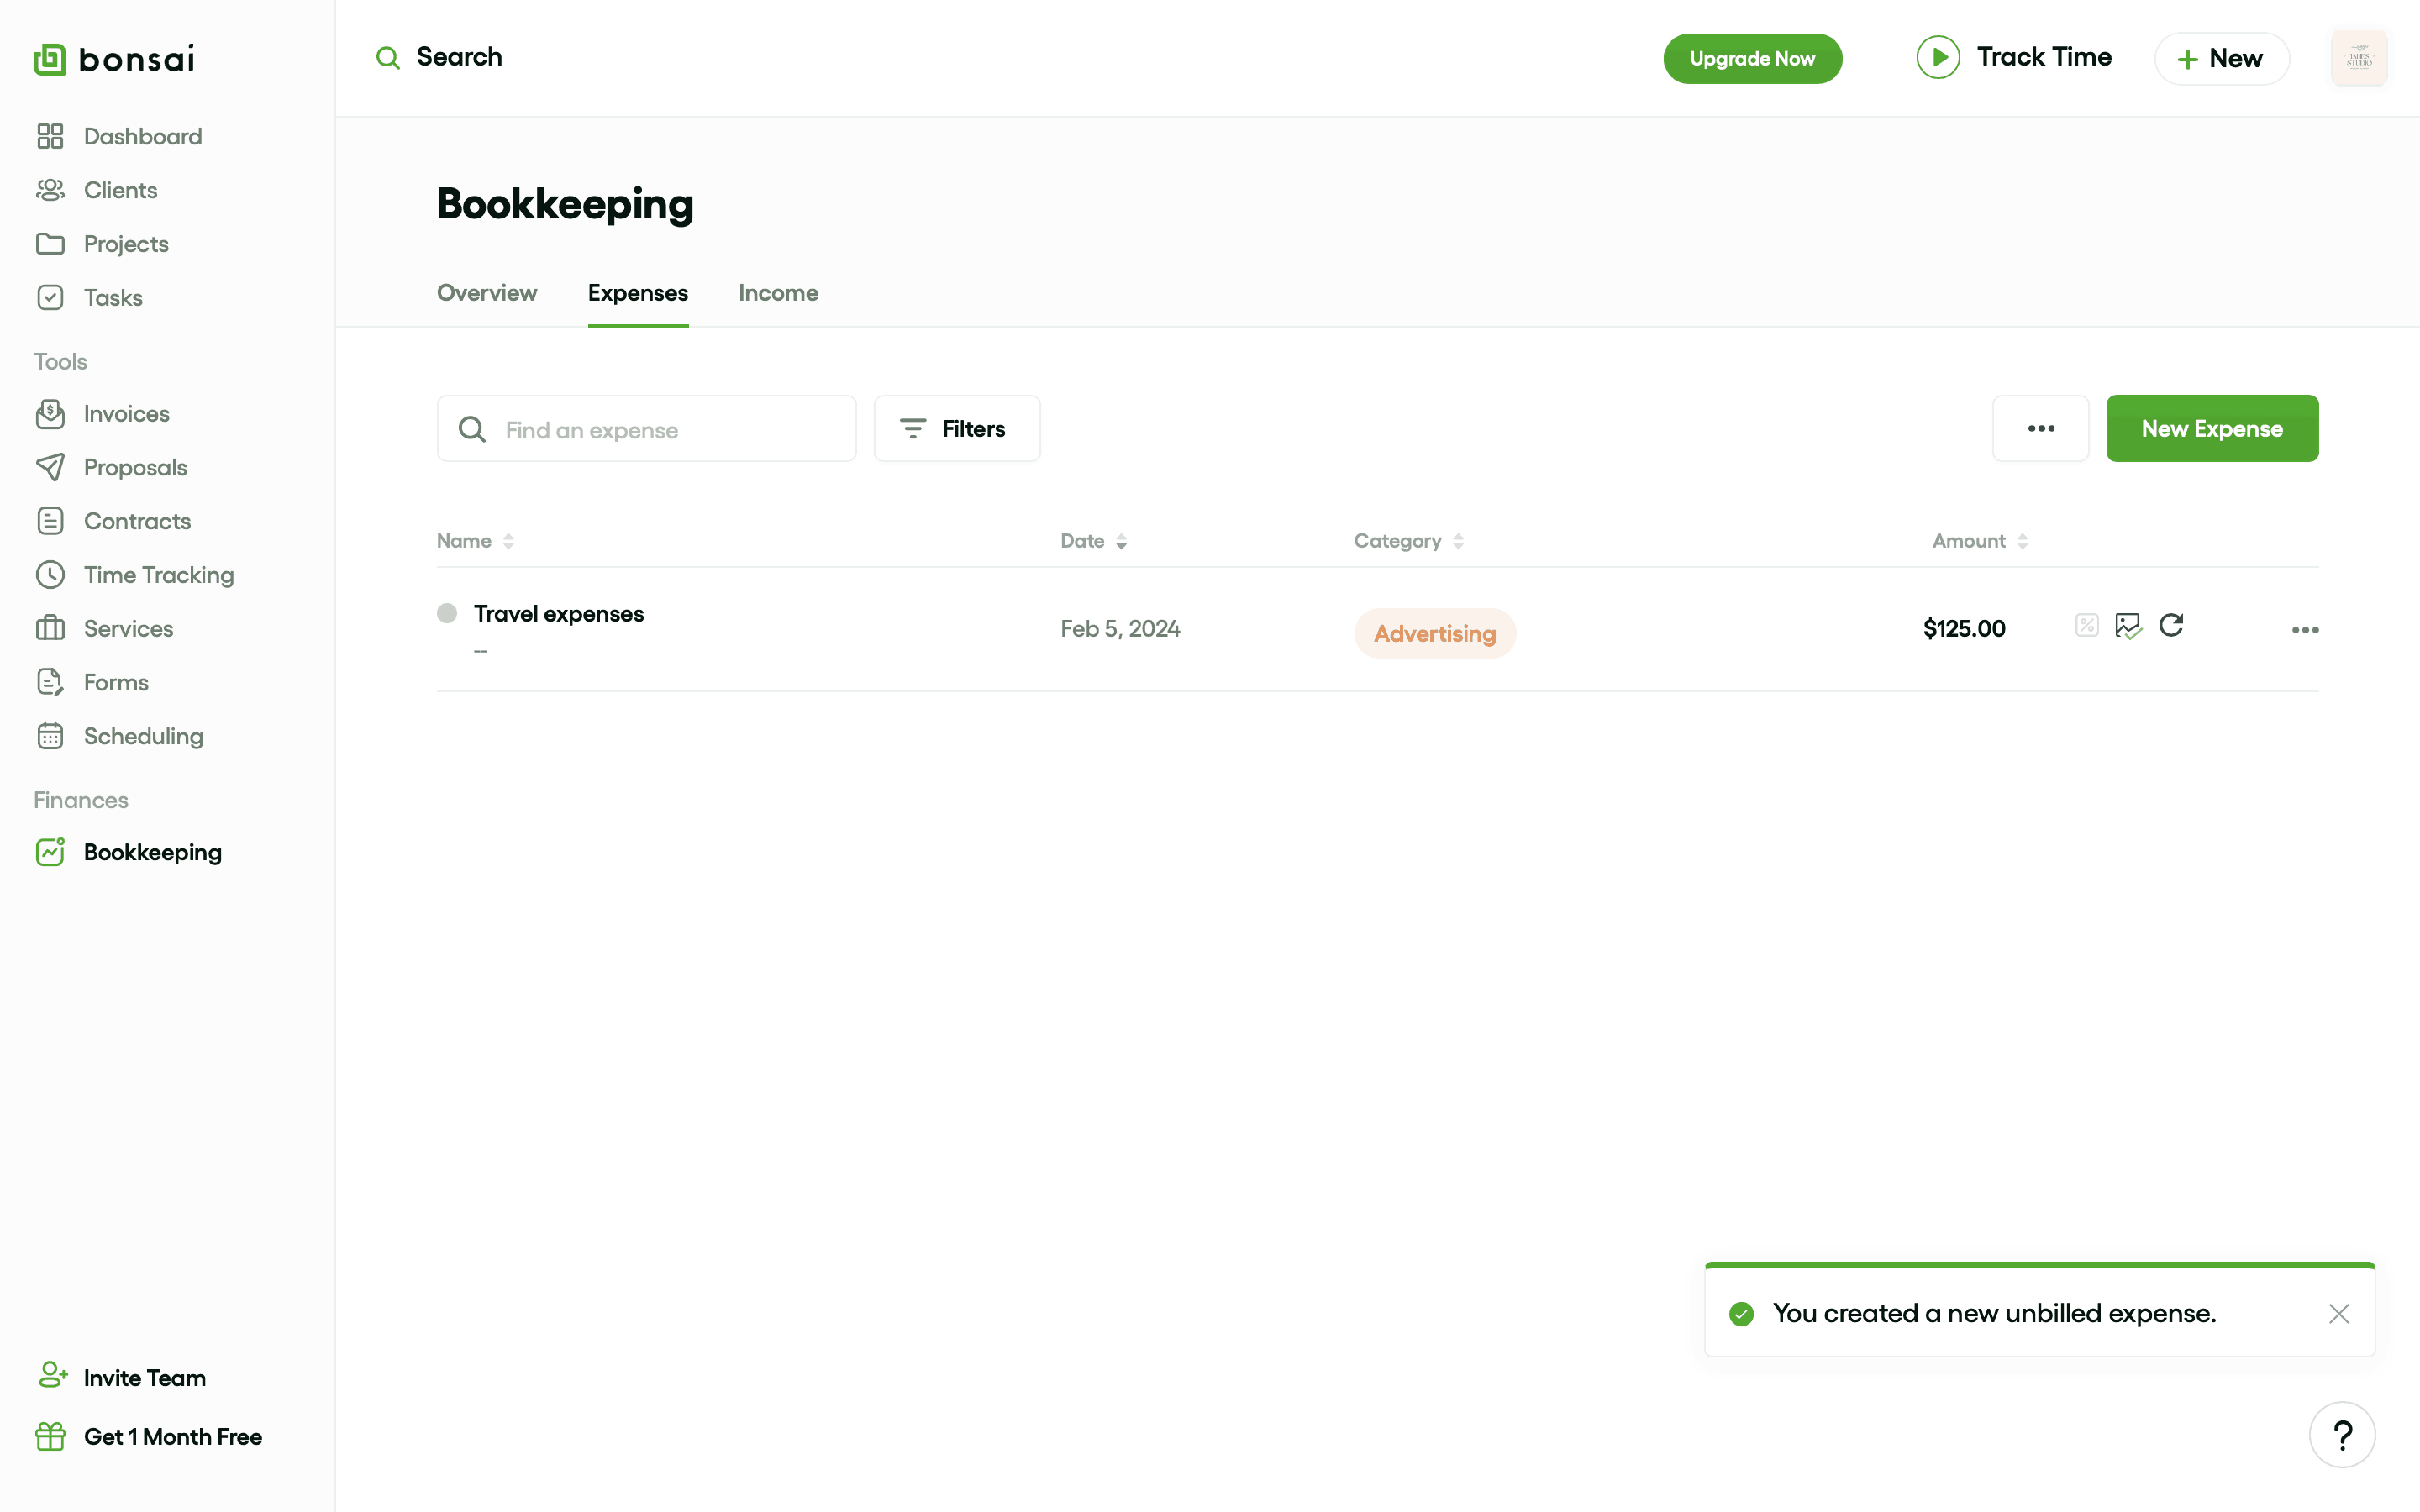 bonsai
Search
Upgrade Now
Track Time
New
Dashboard
Clients
Projects
Tasks
Tools
Invoices
Proposals
Contracts
Time Tracking
Services
Forms
Scheduling
Finances
Bookkeeping
Invite Team
Get 1 Month Free
Bookkeeping
Overview Expenses Income
Find an expense
Filters
New Expense
Name Date Category Amount
Travel expenses Feb 5, 2024 Advertising $125.00
--
You created a new unbilled expense.
?